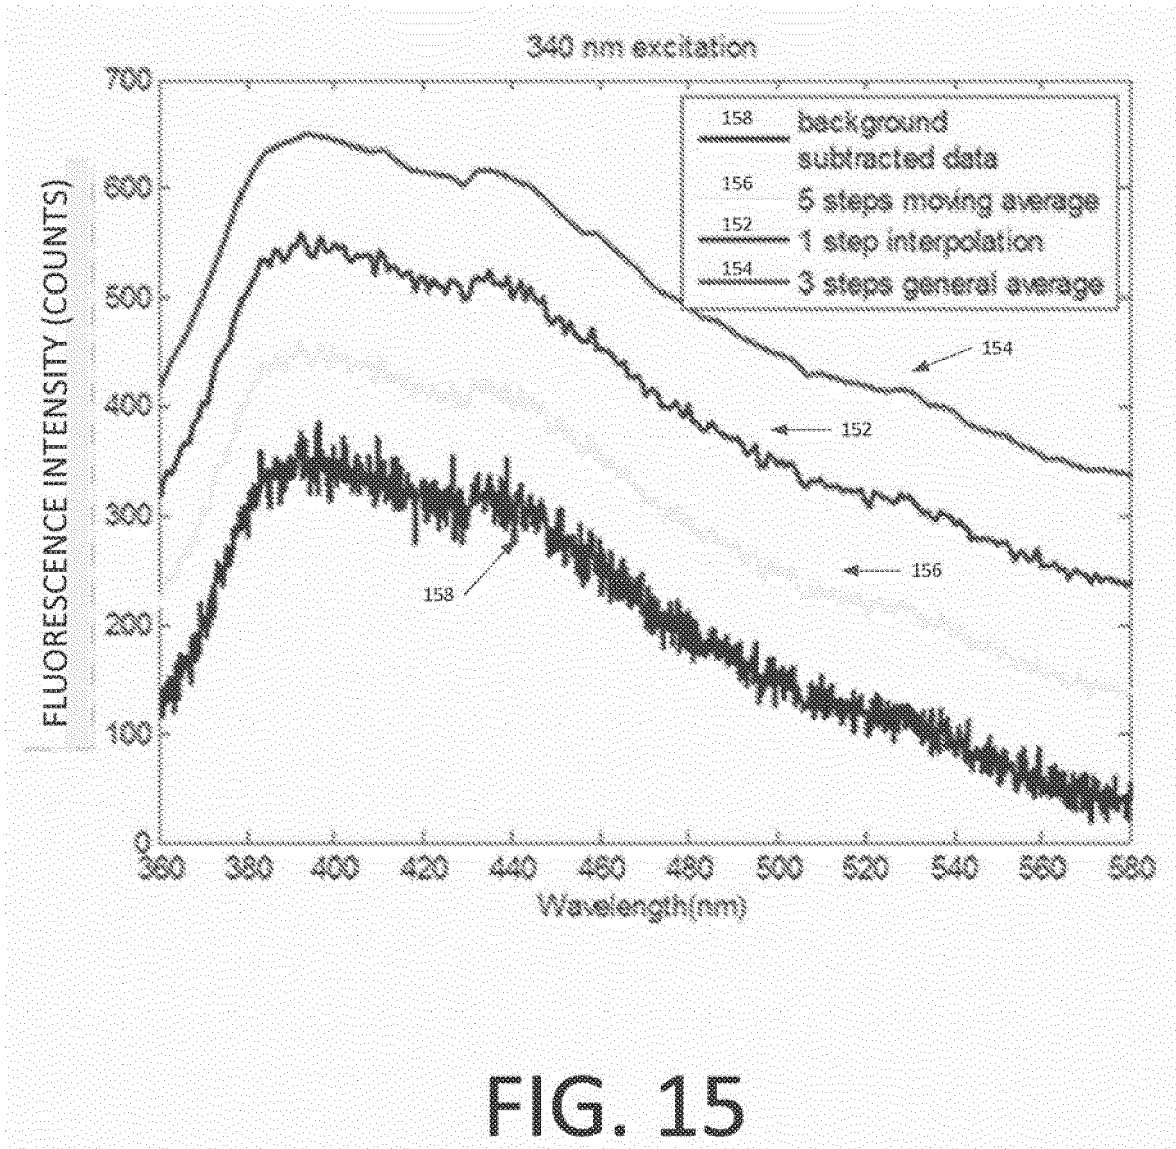 340 nm excitation
700
600
500
400
300
200
100
0
FLUORESCENCE INTENSITY (COUNTS)
158 background
subtracted data
156 5 steps moving average
152 1 step interpolation
154 3 steps general average
154
152
156
158
360 380 400 420 440 460 480 500 520 540 560 580
Wavelength(nm)
FIG. 15